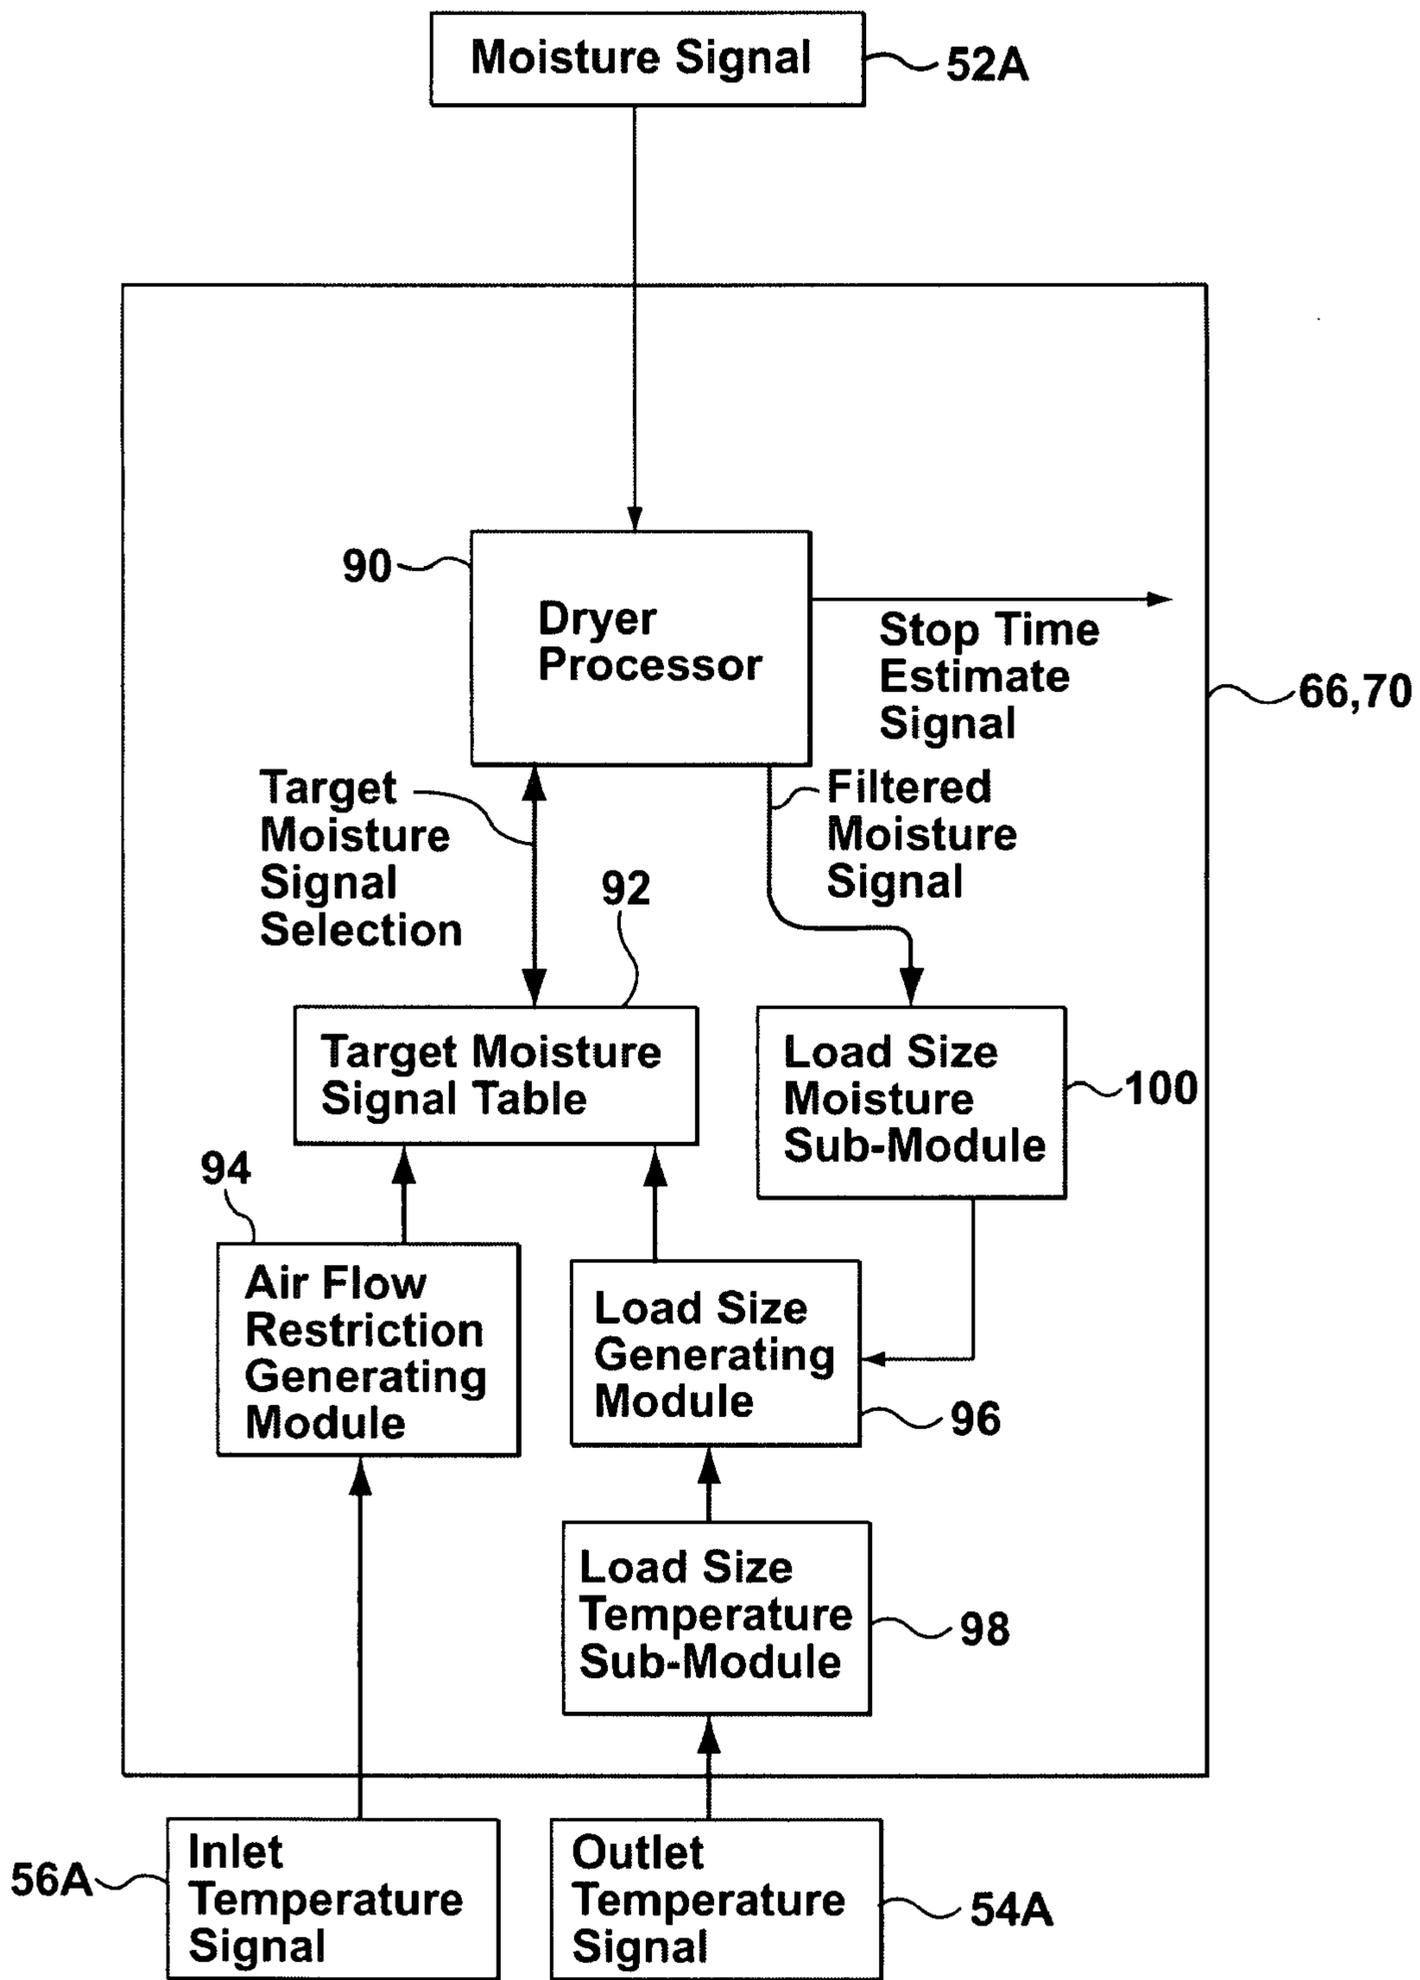 Moisture Signal
52A
90
Dryer
Processor
Stop Time
Estimate
Signal
66,70
Target
Moisture
Signal
Selection
Filtered
Moisture
Signal
92
Target Moisture
Signal Table
Load Size
Moisture
Sub-Module
100
94
Air Flow
Restriction
Generating
Module
Load Size
Generating
Module
96
Load Size
Temperature
Sub-Module
98
56A
Inlet
Temperature
Signal
Outlet
Temperature
Signal
54A